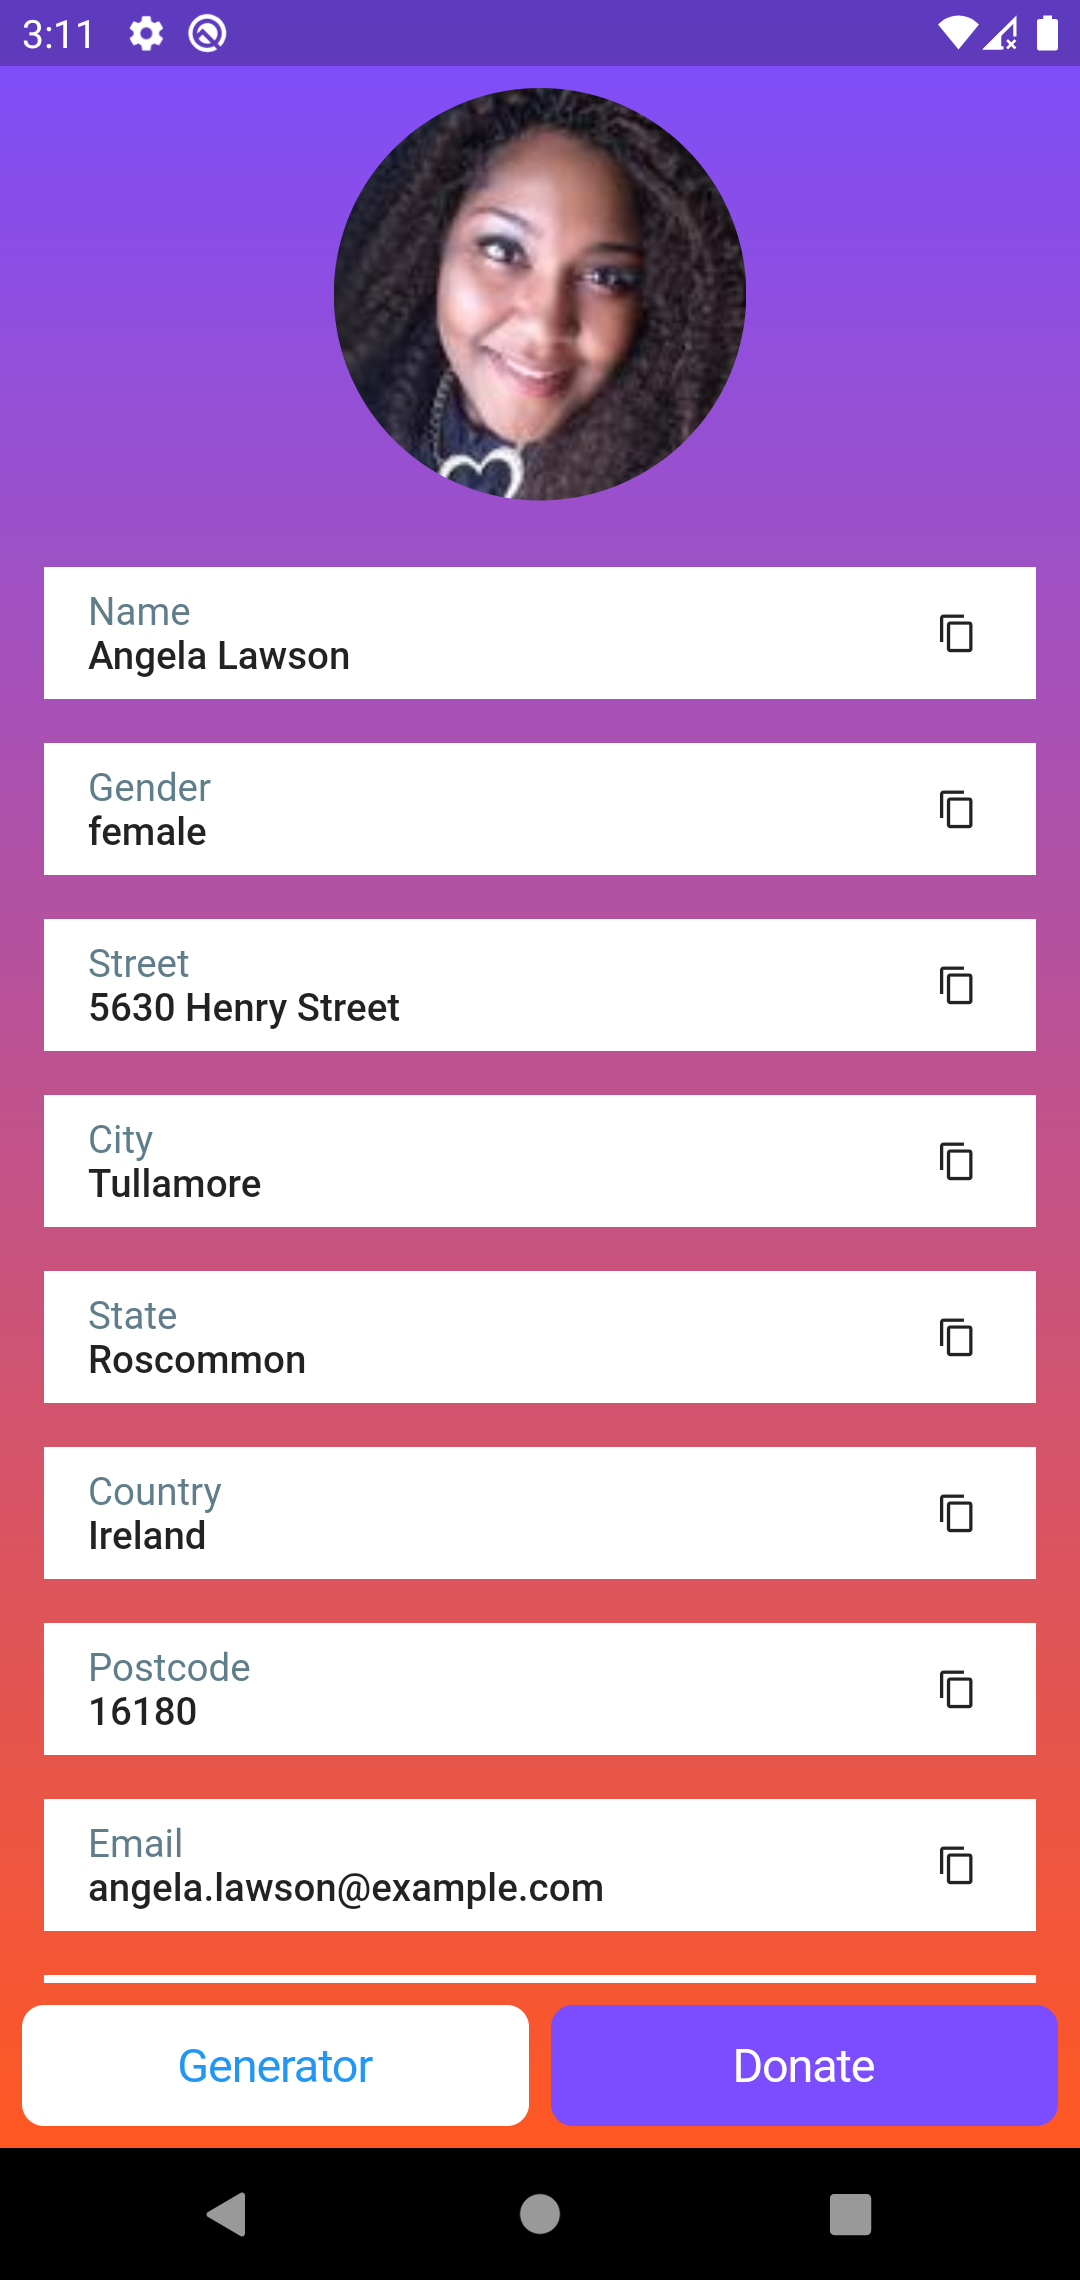 3:11
Name
Angela Lawson
Gender
female
Street
5630 Henry Street
City
Tullamore
State
Roscommon
Country
Ireland
Postcode
16180
Email
angela.lawson@example.com
Generator
Donate